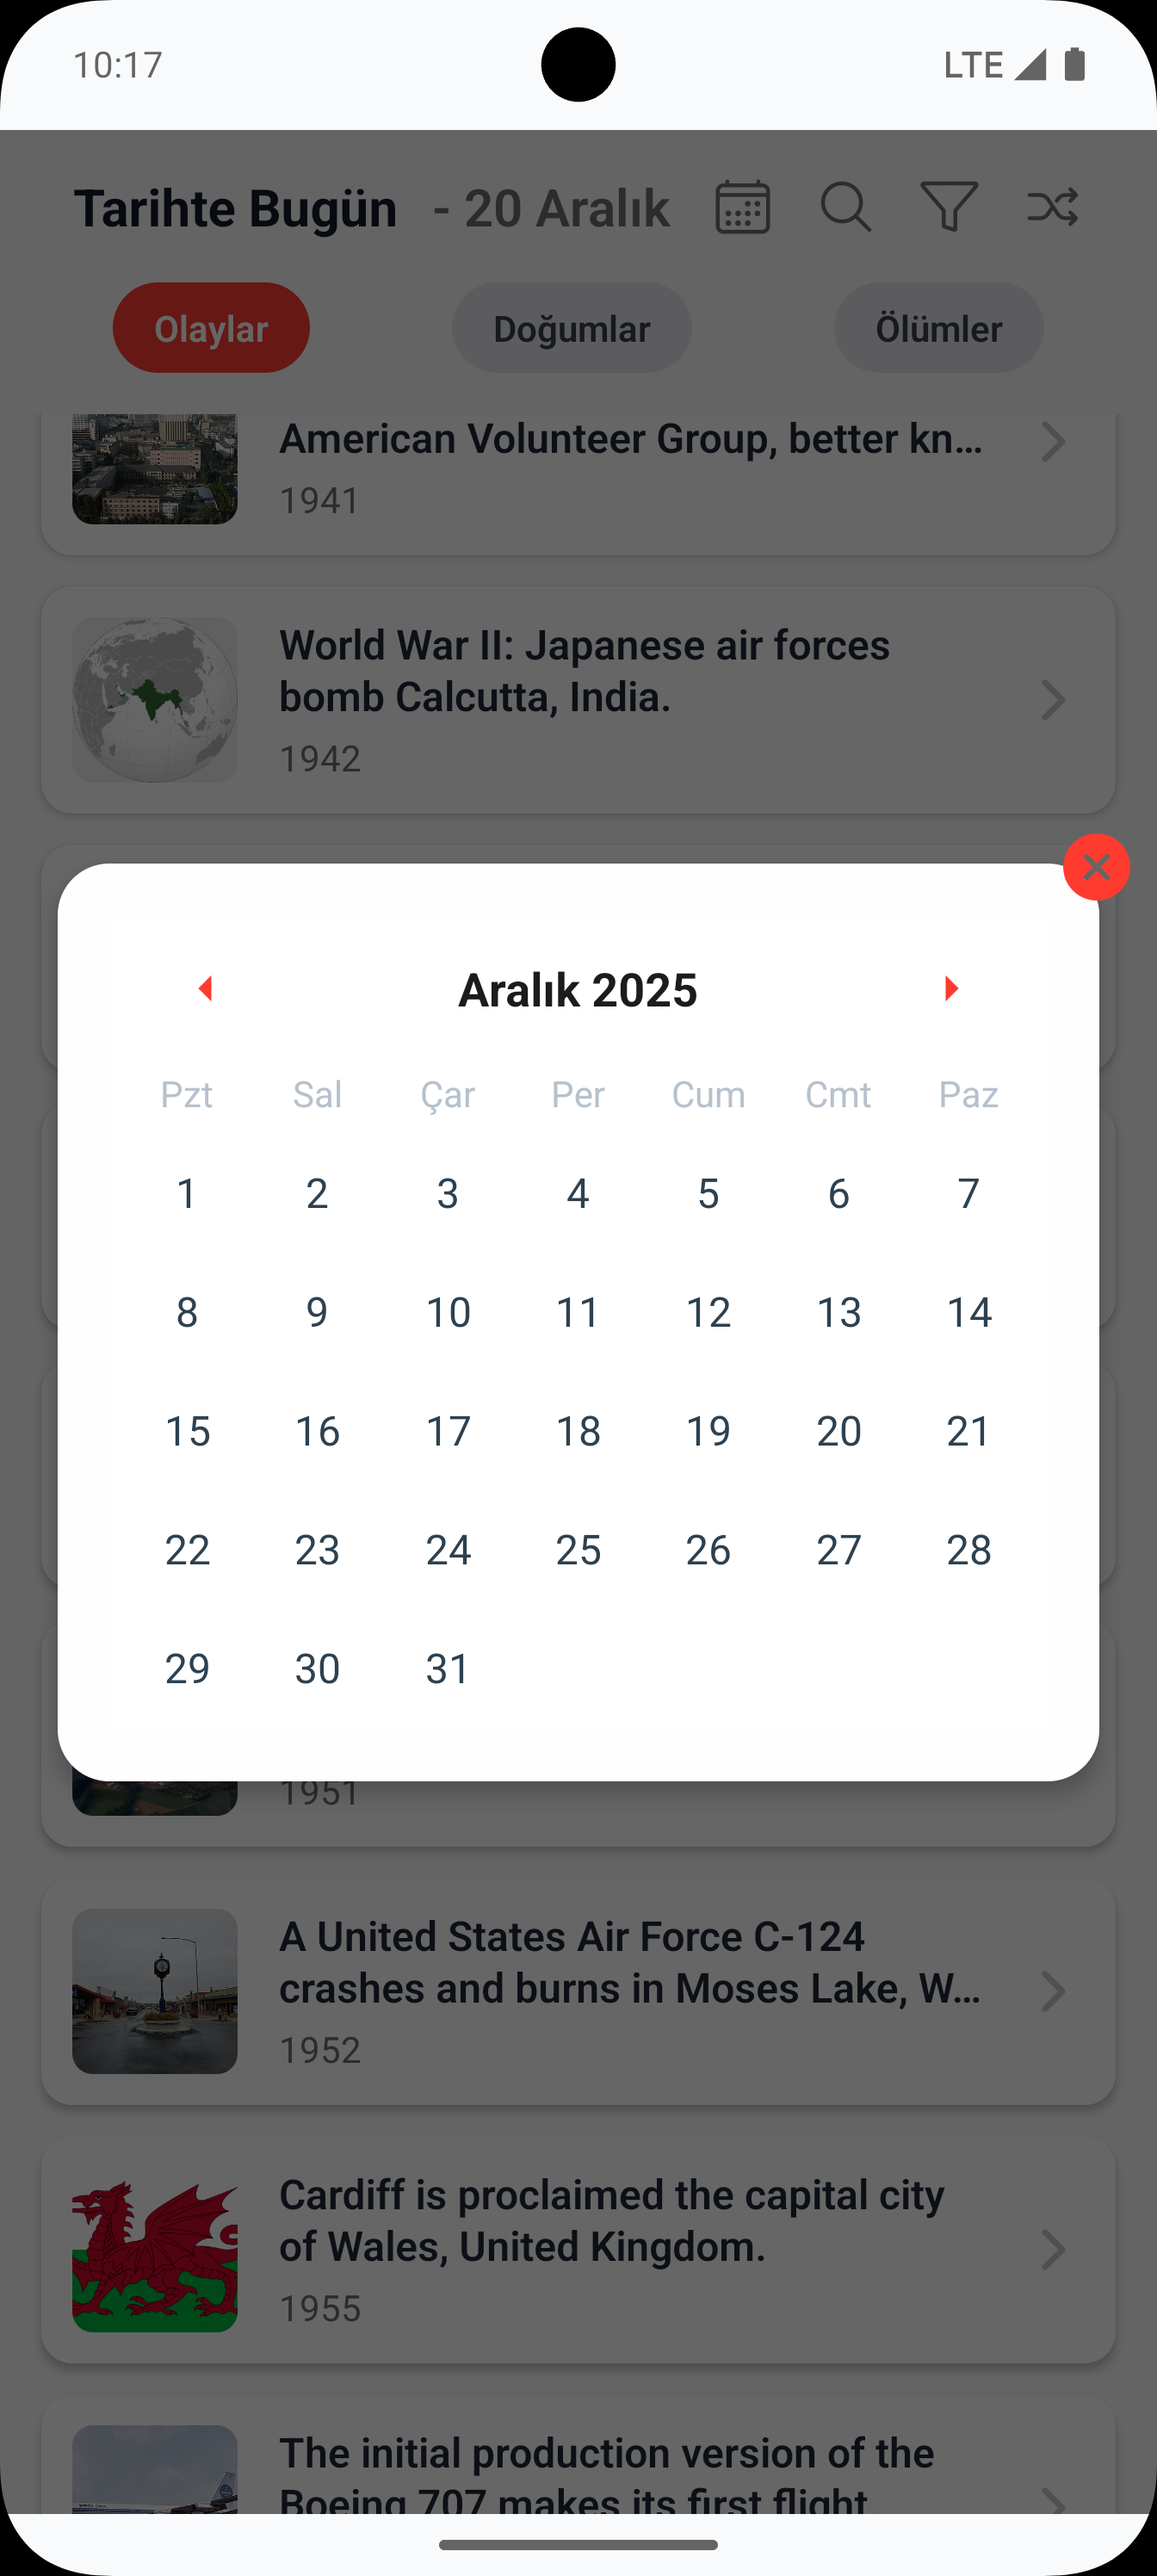 10:17
LTE
Tarihte Bugün - 20 Aralık
Olaylar
Doğumlar
Ölümler
American Volunteer Group, better kn...
1941
World War II: Japanese air forces
bomb Calcutta, India.
1942
Aralık 2025
Pzt Sal Çar Per Cum Cmt Paz
1 2 3 4 5 6 7
8 9 10 11 12 13 14
15 16 17 18 19 20 21
22 23 24 25 26 27 28
29 30 31
1951
A United States Air Force C-124
crashes and burns in Moses Lake, W...
1952
Cardiff is proclaimed the capital city
of Wales, United Kingdom.
1955
The initial production version of the
Boeing 707 makes its first flight